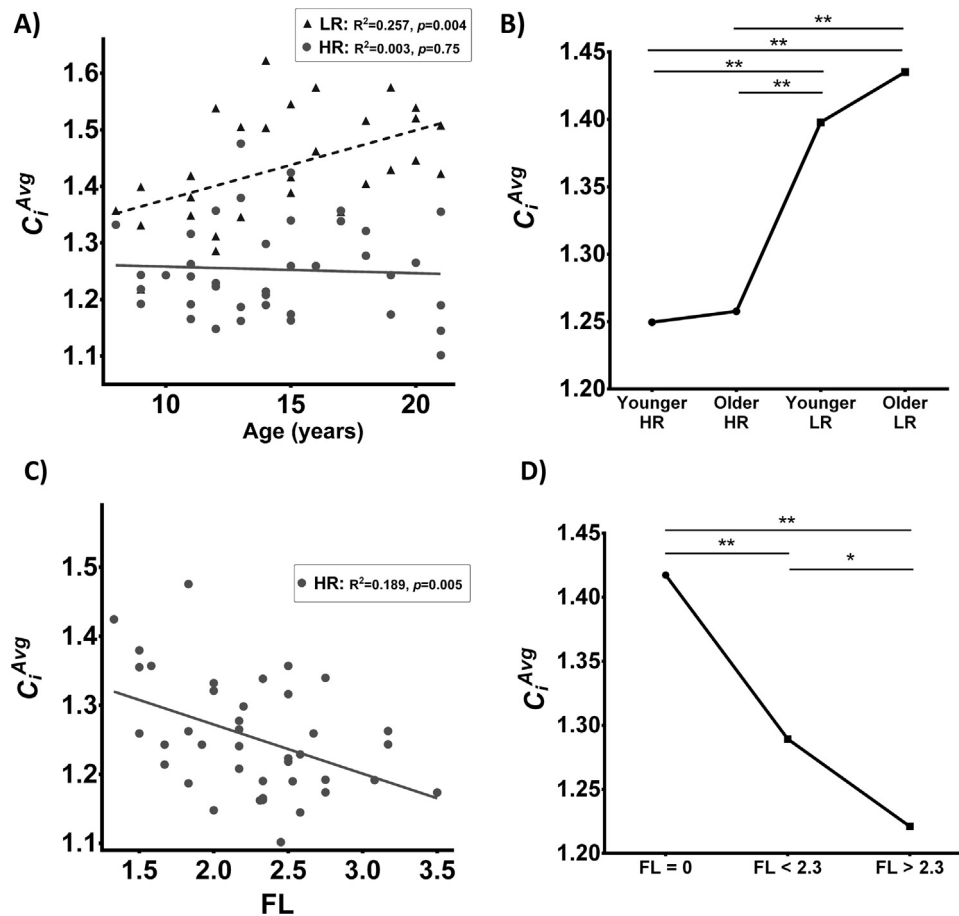 A)
▲ LR: R²=0.257, p=0.004
● HR: R²=0.003, p=0.75
1.6
1.5
1.4
1.3
1.2
1.1
C_i^Avg
10 15 20
Age (years)
B)
** 
**
** 
**
1.45
1.40
1.35
1.30
1.25
1.20
C_i^Avg
Younger HR
Older HR
Younger LR
Older LR
C)
● HR: R²=0.189, p=0.005
1.5
1.4
1.3
1.2
1.1
C_i^Avg
1.5 2.0 2.5 3.0 3.5
FL
D)
**
** *
1.45
1.40
1.35
1.30
1.25
1.20
C_i^Avg
FL = 0 FL < 2.3 FL > 2.3